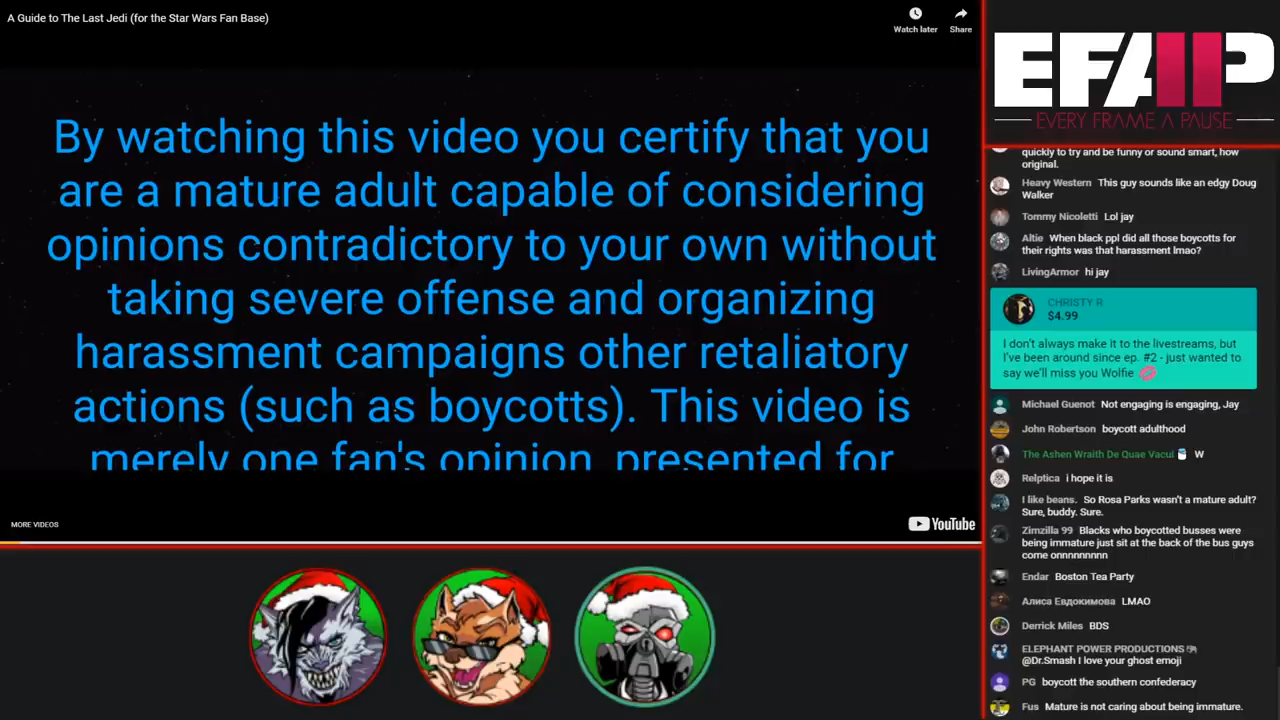 A Guide to The Last Jedi (for the Star Wars Fan Base)
Watch later
Share
By watching this video you certify that you
are a mature adult capable of considering
opinions contradictory to your own without
taking severe offense and organizing
harassment campaigns other retaliatory
actions (such as boycotts). This video is
merely one fan's opinion, presented for
MORE VIDEOS
YouTube
EFAP
EVERY FRAME A PAUSE
quickly to try and be funny or sound smart, how
original.
Heavy Western This guy sounds like an edgy Doug
Walker
Tommy Nicoletti Lol jay
Altie When black ppl did all those boycotts for
their rights was that harassment lmao?
LivingArmor hi jay
CHRISTY R
$4.99
I don't always make it to the livestreams, but
I've been around since ep. #2 - just wanted to
say we'll miss you Wolfie
Michael Guenot Not engaging is engaging, Jay
John Robertson boycott adulthood
The Ashen Wraith De Quae Vacul W
Relptica i hope it is
I like beans. So Rosa Parks wasn't a mature adult?
Sure, buddy. Sure.
Zimzilla 99 Blacks who boycotted busses were
being immature just sit at the back of the bus guys
come onnnnnnnn
Endar Boston Tea Party
Алиса Евдокимова LMAO
Derrick Miles BDS
ELEPHANT POWER PRODUCTIONS
@Dr.Smash I love your ghost emoji
PG boycott the southern confederacy
Fus Mature is not caring about being immature.